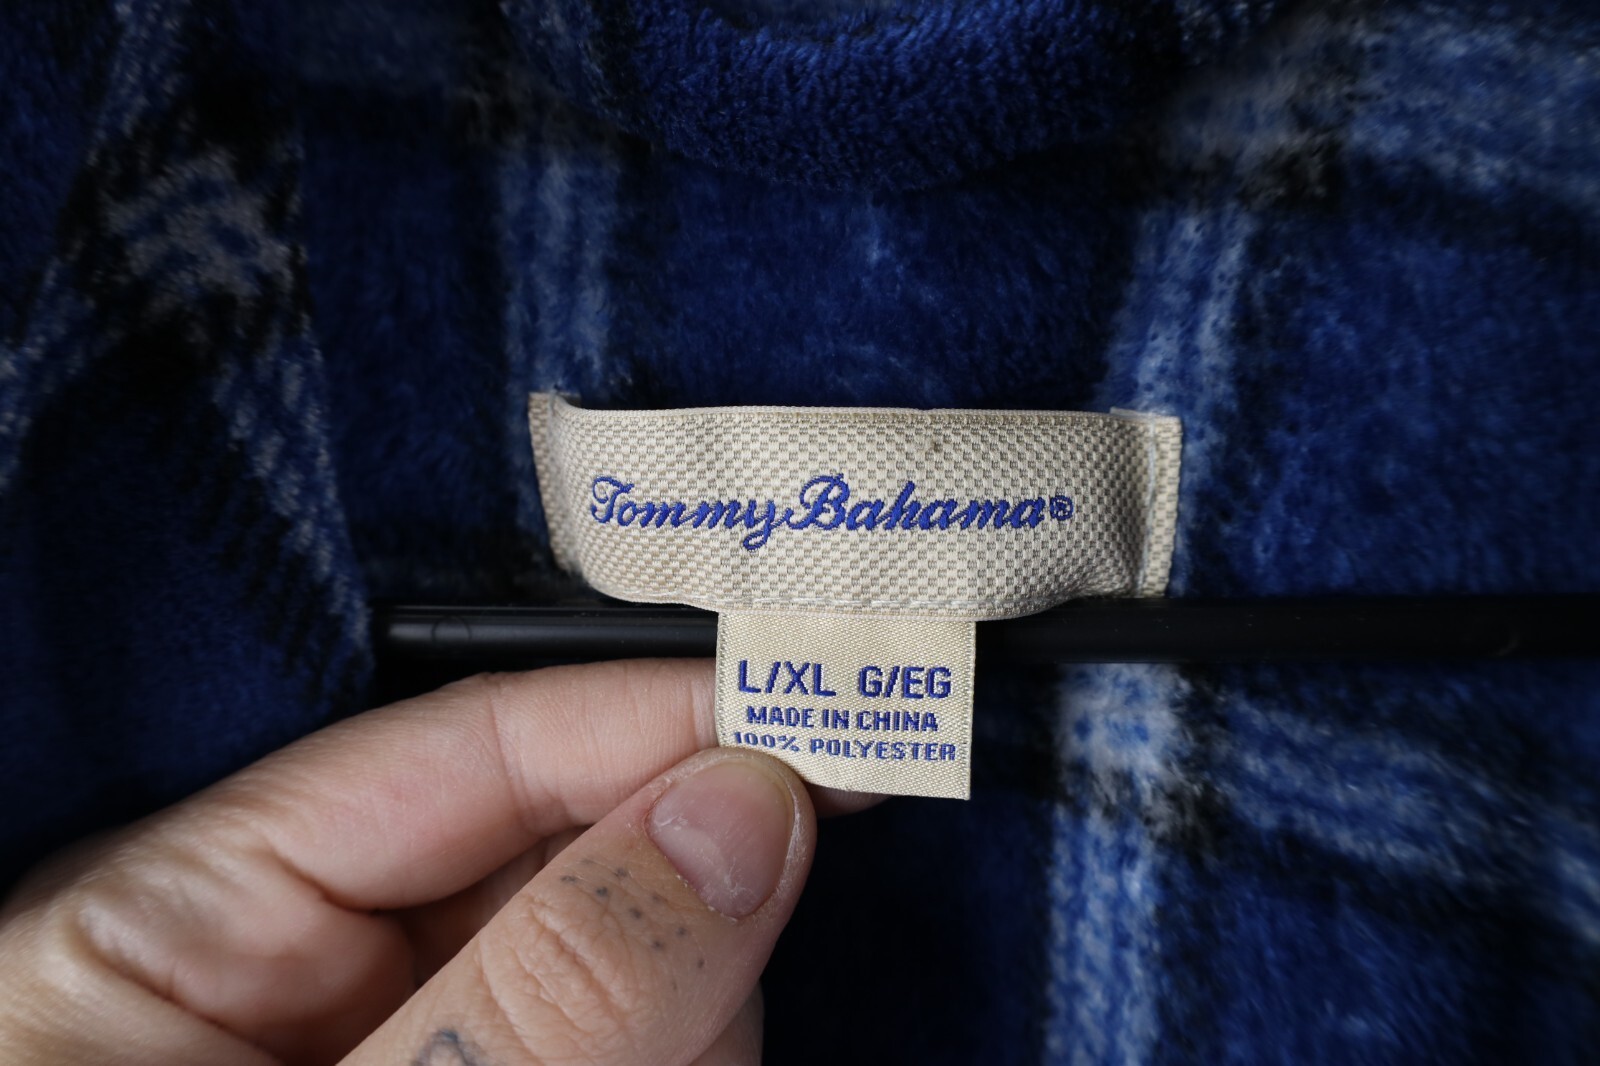 Tommy Bahama®
L/XL G/EG
MADE IN CHINA
100% POLYESTER